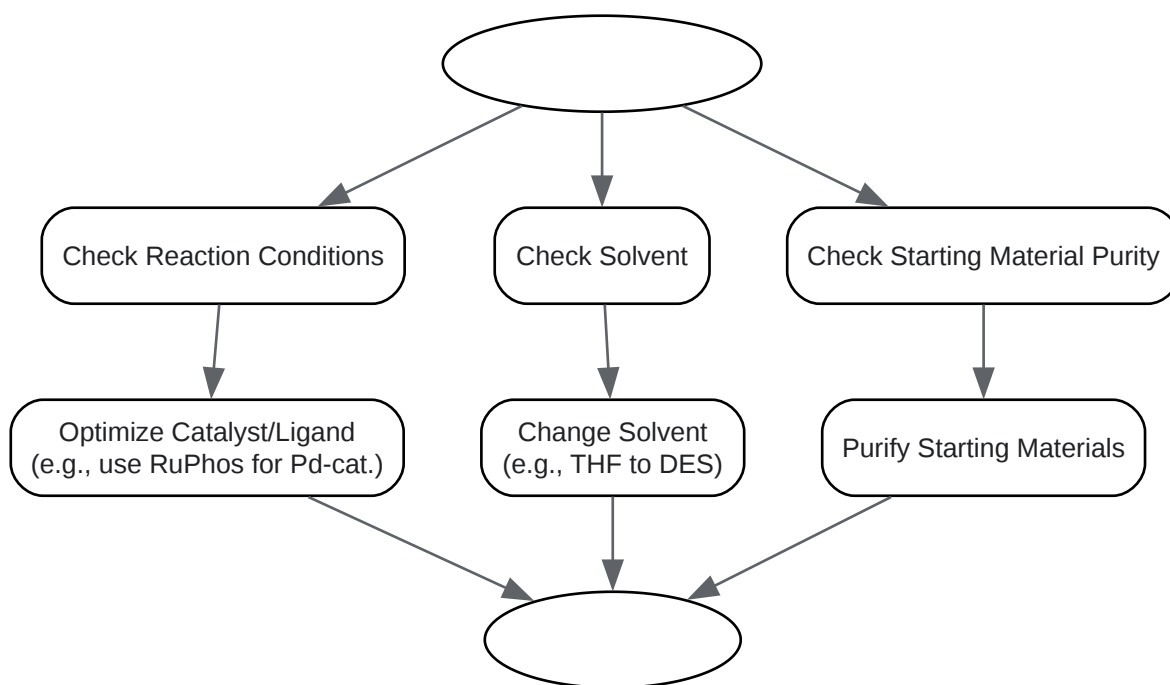 Check Reaction Conditions
Check Solvent
Check Starting Material Purity
Optimize Catalyst/Ligand
(e.g., use RuPhos for Pd-cat.)
Change Solvent
(e.g., THF to DES)
Purify Starting Materials